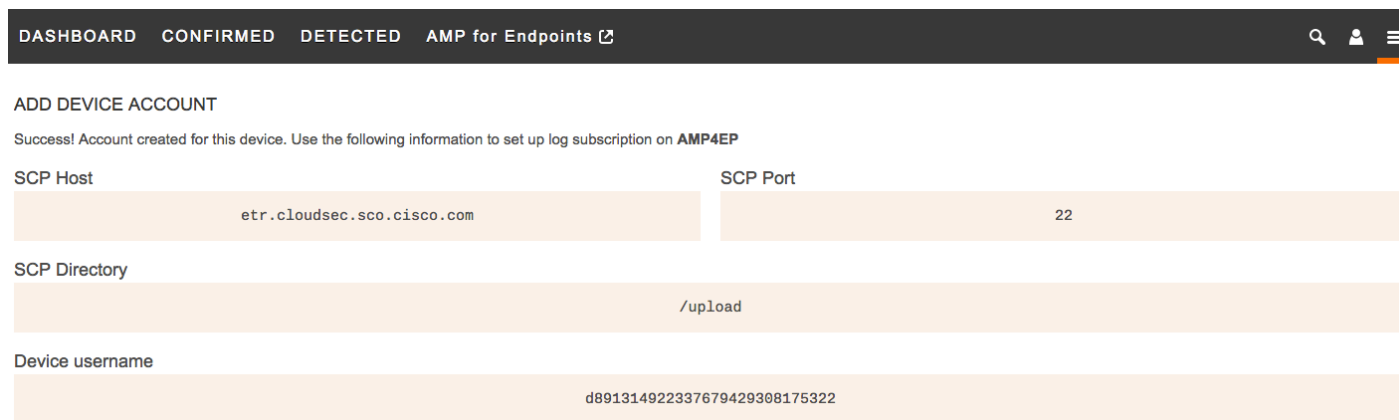 DASHBOARD CONFIRMED DETECTED AMP for Endpoints
ADD DEVICE ACCOUNT
Success! Account created for this device. Use the following information to set up log subscription on AMP4EP
SCP Host
SCP Port
etr.cloudsec.sco.cisco.com
22
SCP Directory
/upload
Device username
d8913149223376794293081​75322